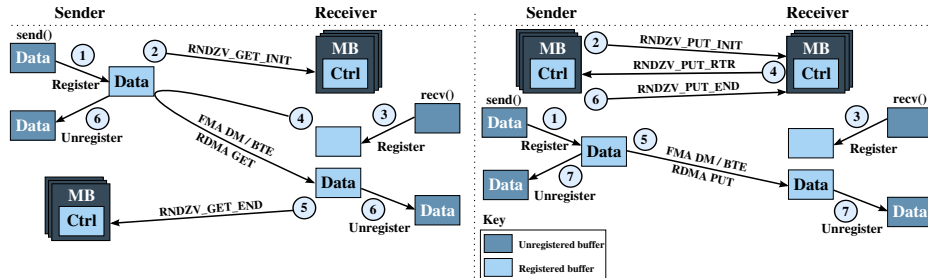 Sender
Receiver
send()
Data
1
Register
2
RNDZV_GET_INIT
MB
Ctrl
Data
Data
6
Unregister
4
FMA DM / BTE
RDMA GET
recv()
3
Register
Data
6
Unregister
Data
MB
Ctrl
RNDZV_GET_END
5
Sender
Receiver
MB
Ctrl
2
RNDZV_PUT_INIT
RNDZV_PUT_RTR
4
6
RNDZV_PUT_END
MB
Ctrl
send()
Data
1
Register
Data
Data
7
Unregister
5
FMA DM / BTE
RDMA PUT
recv()
3
Register
Data
7
Unregister
Data
Key
Unregistered buffer
Registered buffer